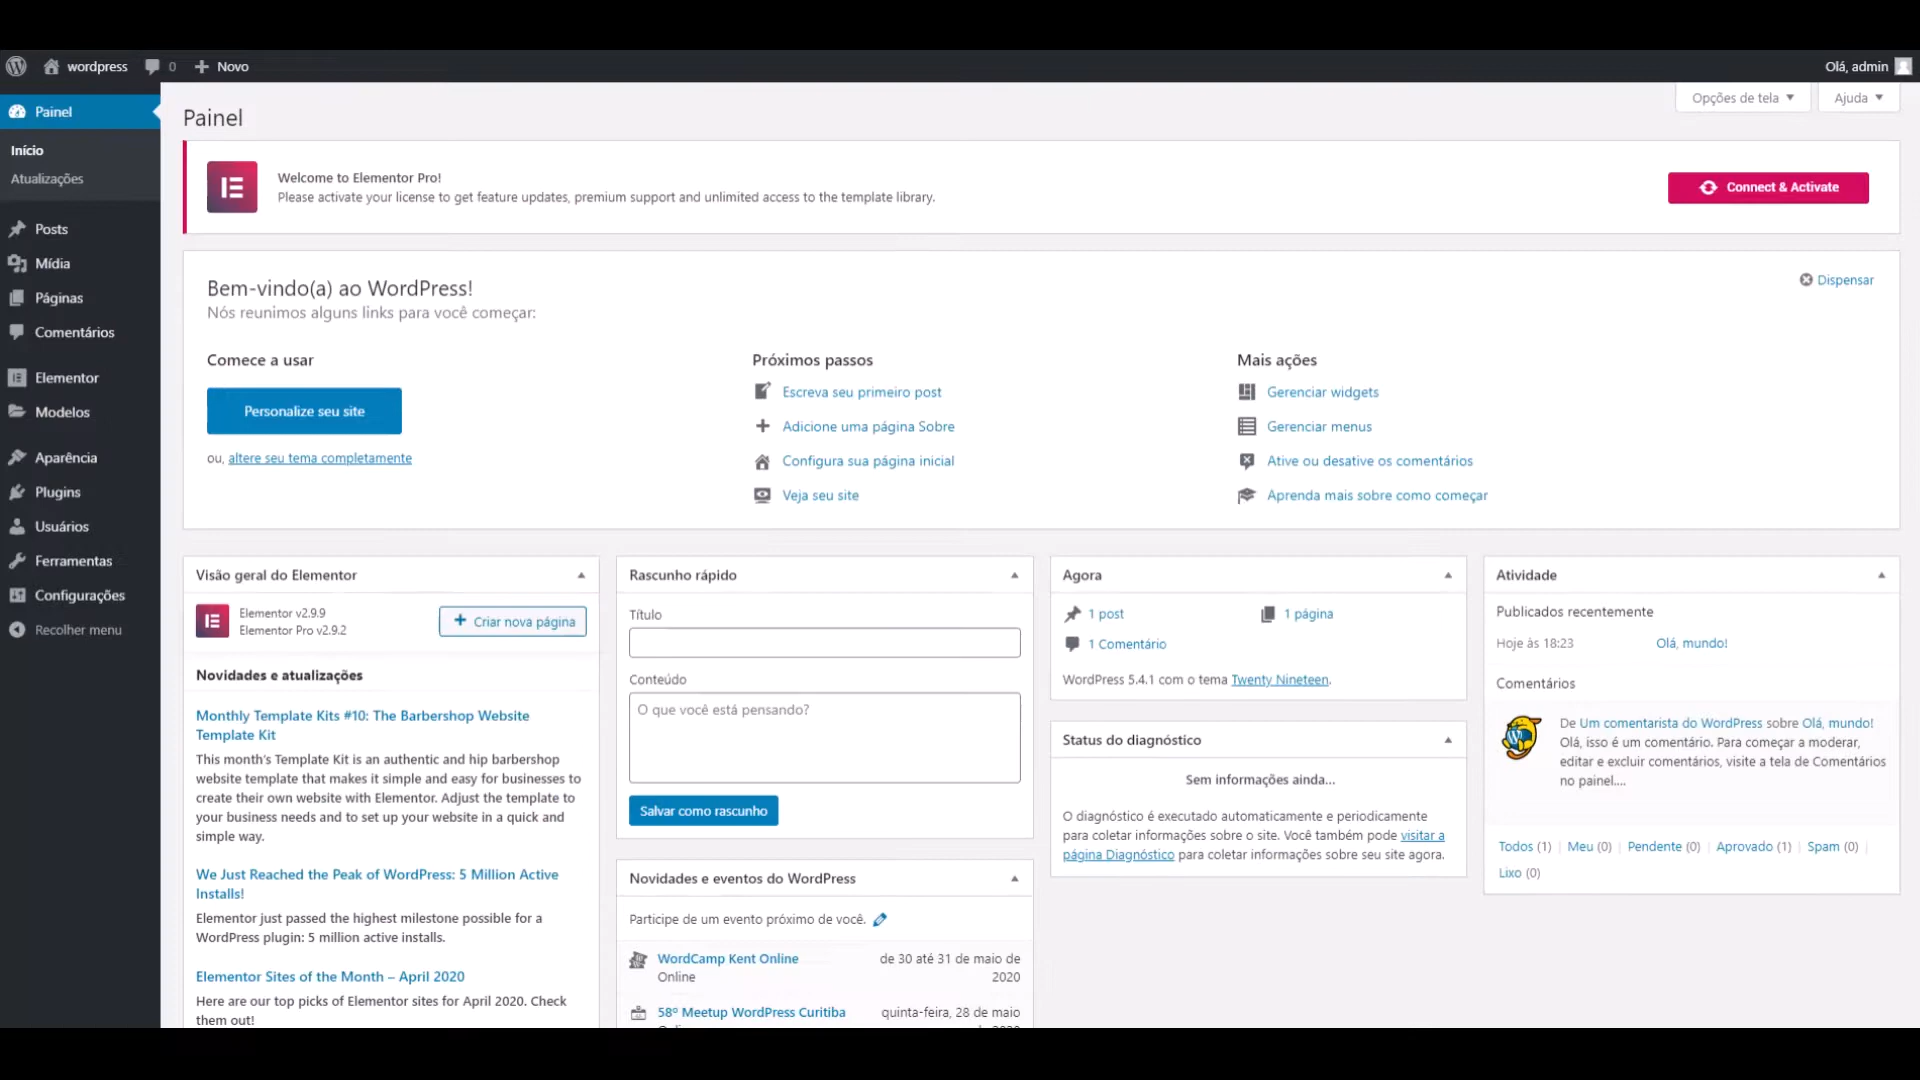 wordpress
0
Novo
Olá, admin
Painel
Início
Atualizações
Posts
Mídia
Páginas
Comentários
Elementor
Modelos
Aparência
Plugins
Usuários
Ferramentas
Configurações
Recolher menu
Opções de tela
Ajuda
Painel
Welcome to Elementor Pro!
Please activate your license to get feature updates, premium support and unlimited access to the template library.
Connect & Activate
Bem-vindo(a) ao WordPress!
Nós reunimos alguns links para você começar:
Dispensar
Comece a usar
Personalize seu site
ou, altere seu tema completamente
Próximos passos
Escreva seu primeiro post
Adicione uma página Sobre
Configura sua página inicial
Veja seu site
Mais ações
Gerenciar widgets
Gerenciar menus
Ative ou desative os comentários
Aprenda mais sobre como começar
Visão geral do Elementor
Elementor v2.9.9
Elementor Pro v2.9.2
Criar nova página
Novidades e atualizações
Monthly Template Kits #10: The Barbershop Website
Template Kit
This month's Template Kit is an authentic and hip barbershop
website template that makes it simple and easy for businesses to
create their own website with Elementor. Adjust the template to
your business needs and to set up your website in a quick and
simple way.
We Just Reached the Peak of WordPress: 5 Million Active
Installs!
Elementor just passed the highest milestone possible for a
WordPress plugin: 5 million active installs.
Elementor Sites of the Month – April 2020
Here are our top picks of Elementor sites for April 2020. Check
them out!
Rascunho rápido
Título
Conteúdo
O que você está pensando?
Salvar como rascunho
Novidades e eventos do WordPress
Participe de um evento próximo de você.
WordCamp Kent Online
Online
de 30 até 31 de maio de
2020
58º Meetup WordPress Curitiba
quinta-feira, 28 de maio
Agora
1 post
1 página
1 Comentário
WordPress 5.4.1 com o tema Twenty Nineteen.
Status do diagnóstico
Sem informações ainda...
O diagnóstico é executado automaticamente e periodicamente
para coletar informações sobre o site. Você também pode visitar a
página Diagnóstico para coletar informações sobre seu site agora.
Atividade
Publicados recentemente
Hoje às 18:23
Olá, mundo!
Comentários
De Um comentarista do WordPress sobre Olá, mundo!
Olá, isso é um comentário. Para começar a moderar,
editar e excluir comentários, visite a tela de Comentários
no painel....
Todos (1) | Meu (0) | Pendente (0) | Aprovado (1) | Spam (0) |
Lixo (0)